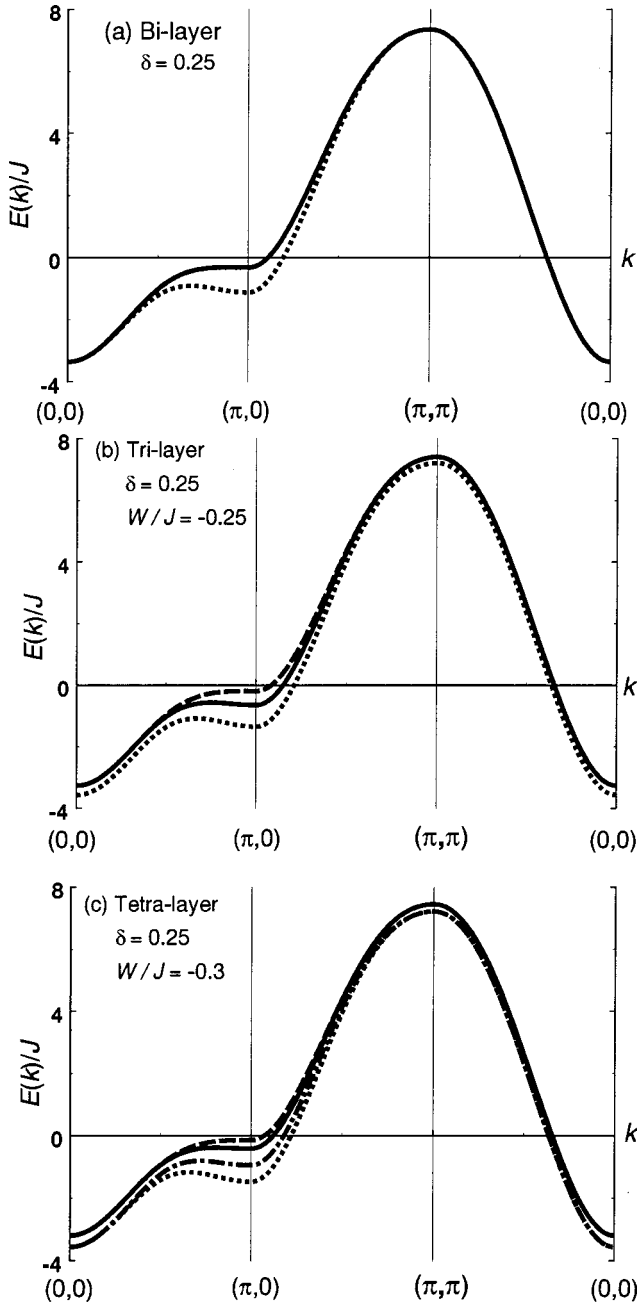 8
(a) Bi-layer
δ = 0.25
4
E(k)/J
0
k
-4
(0,0)
(π,0)
(π,π)
(0,0)
8
(b) Tri-layer
δ = 0.25
W/J = -0.25
4
E(k)/J
0
k
-4
(0,0)
(π,0)
(π,π)
(0,0)
8
(c) Tetra-layer
δ = 0.25
W/J = -0.3
4
E(k)/J
0
k
-4
(0,0)
(π,0)
(π,π)
(0,0)